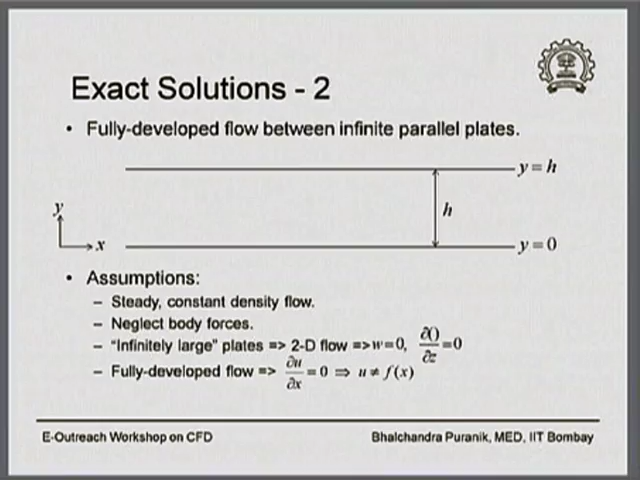 Exact Solutions - 2
• Fully-developed flow between infinite parallel plates.
y = h
h
y
x
y = 0
• Assumptions:
– Steady, constant density flow.
– Neglect body forces.
– "Infinitely large" plates => 2-D flow => w = 0, ∂()/∂z = 0
– Fully-developed flow => ∂u/∂x = 0 ⇒ u ≠ f(x)
E-Outreach Workshop on CFD
Bhalchandra Puranik, MED, IIT Bombay